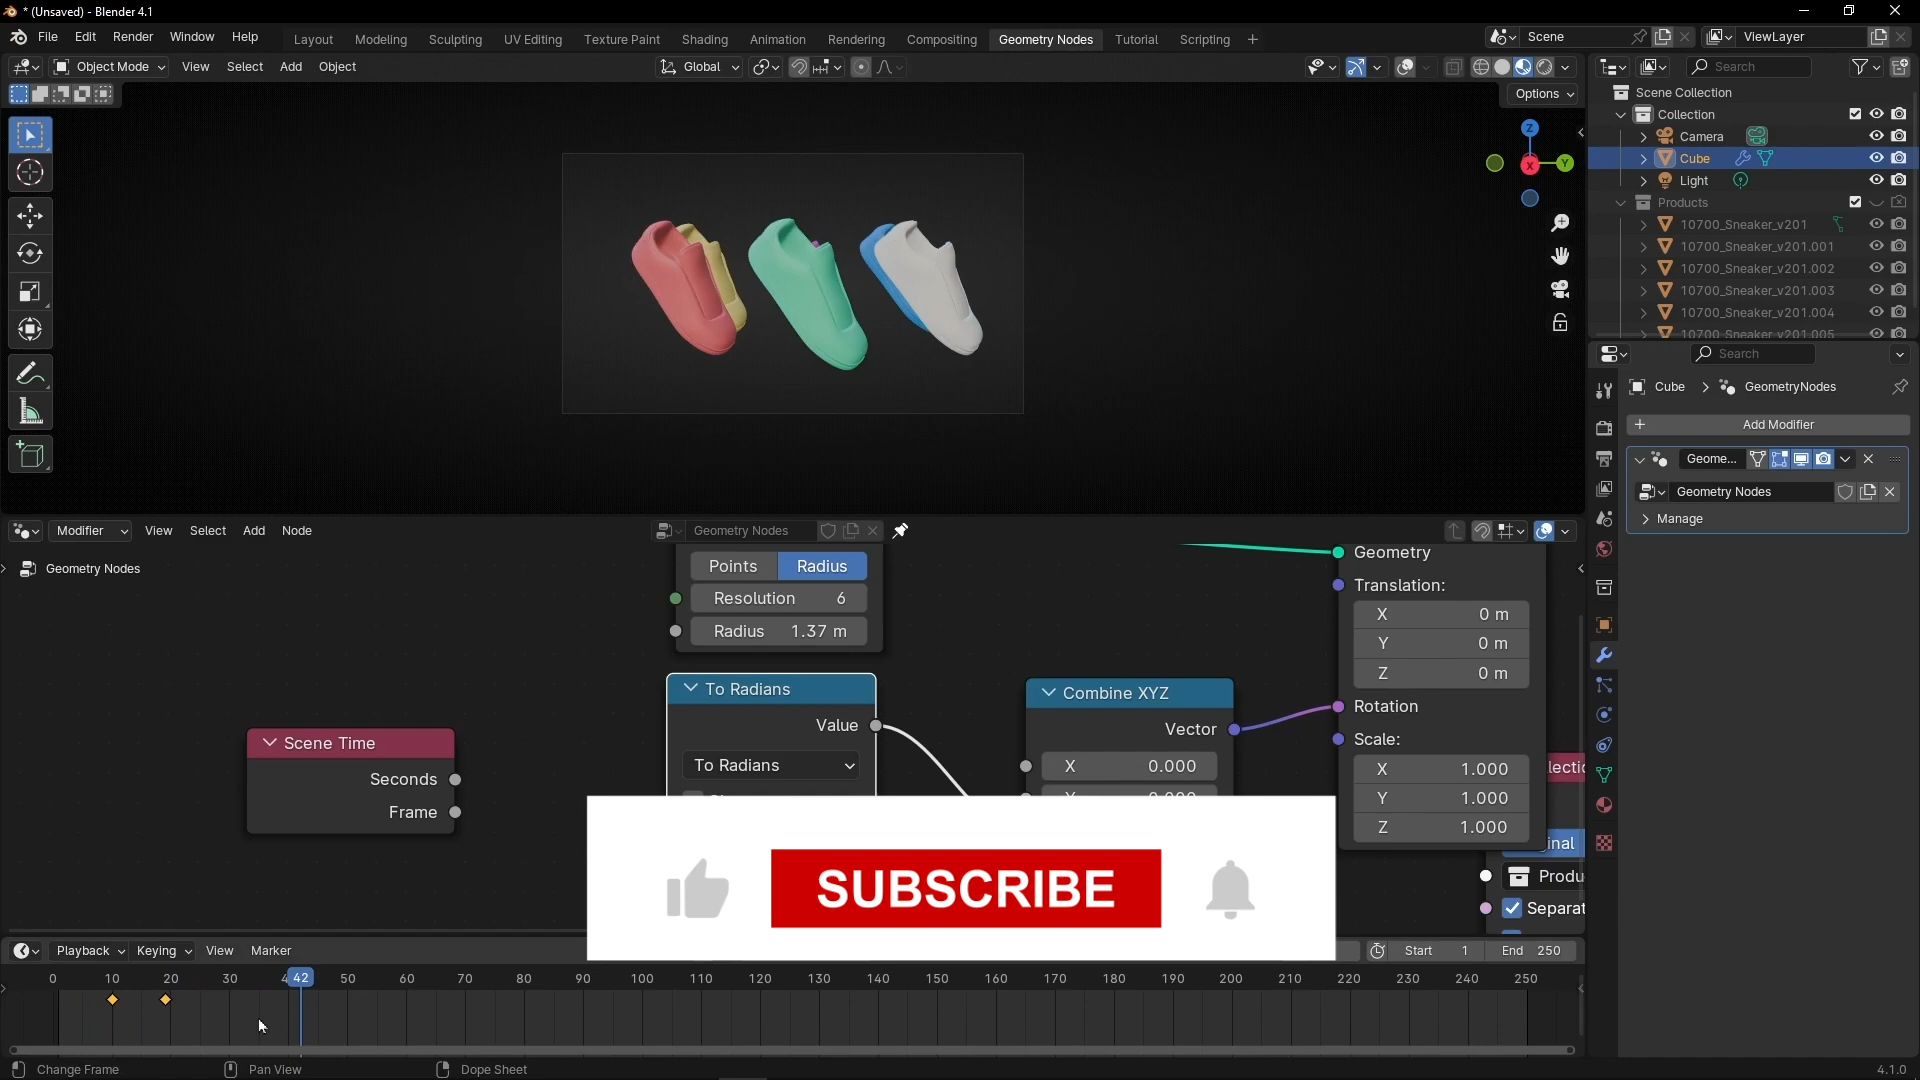 * (Unsaved) - Blender 4.1
File Edit Render Window Help
Layout Modeling Sculpting UV Editing Texture Paint Shading Animation Rendering Compositing Geometry Nodes Tutorial Scripting
Scene
ViewLayer
Object Mode View Select Add Object
Global
Search
Options
Scene Collection
Collection
Camera
Cube
Light
Products
10700_Sneaker_v201
10700_Sneaker_v201.001
10700_Sneaker_v201.002
10700_Sneaker_v201.003
10700_Sneaker_v201.004
10700_Sneaker_v201.005
Z
Y
X
Search
Cube
GeometryNodes
Add Modifier
Geome...
Geometry Nodes
Manage
Modifier View Select Add Node
Geometry Nodes
Geometry Nodes
Points Radius
Resolution 6
Radius 1.37 m
To Radians
Value
To Radians
Scene Time
Seconds
Frame
Combine XYZ
Vector
X 0.000
Geometry
Translation:
X 0 m
Y 0 m
Z 0 m
Rotation
Scale:
X 1.000
Y 1.000
Z 1.000
SUBSCRIBE
Playback Keying View Marker
Start 1
End 250
0 10 20 30 42 50 60 70 80 90 100 110 120 130 140 150 160 170 180 190 200 210 220 230 240 250
Change Frame
Pan View
Dope Sheet
4.1.0